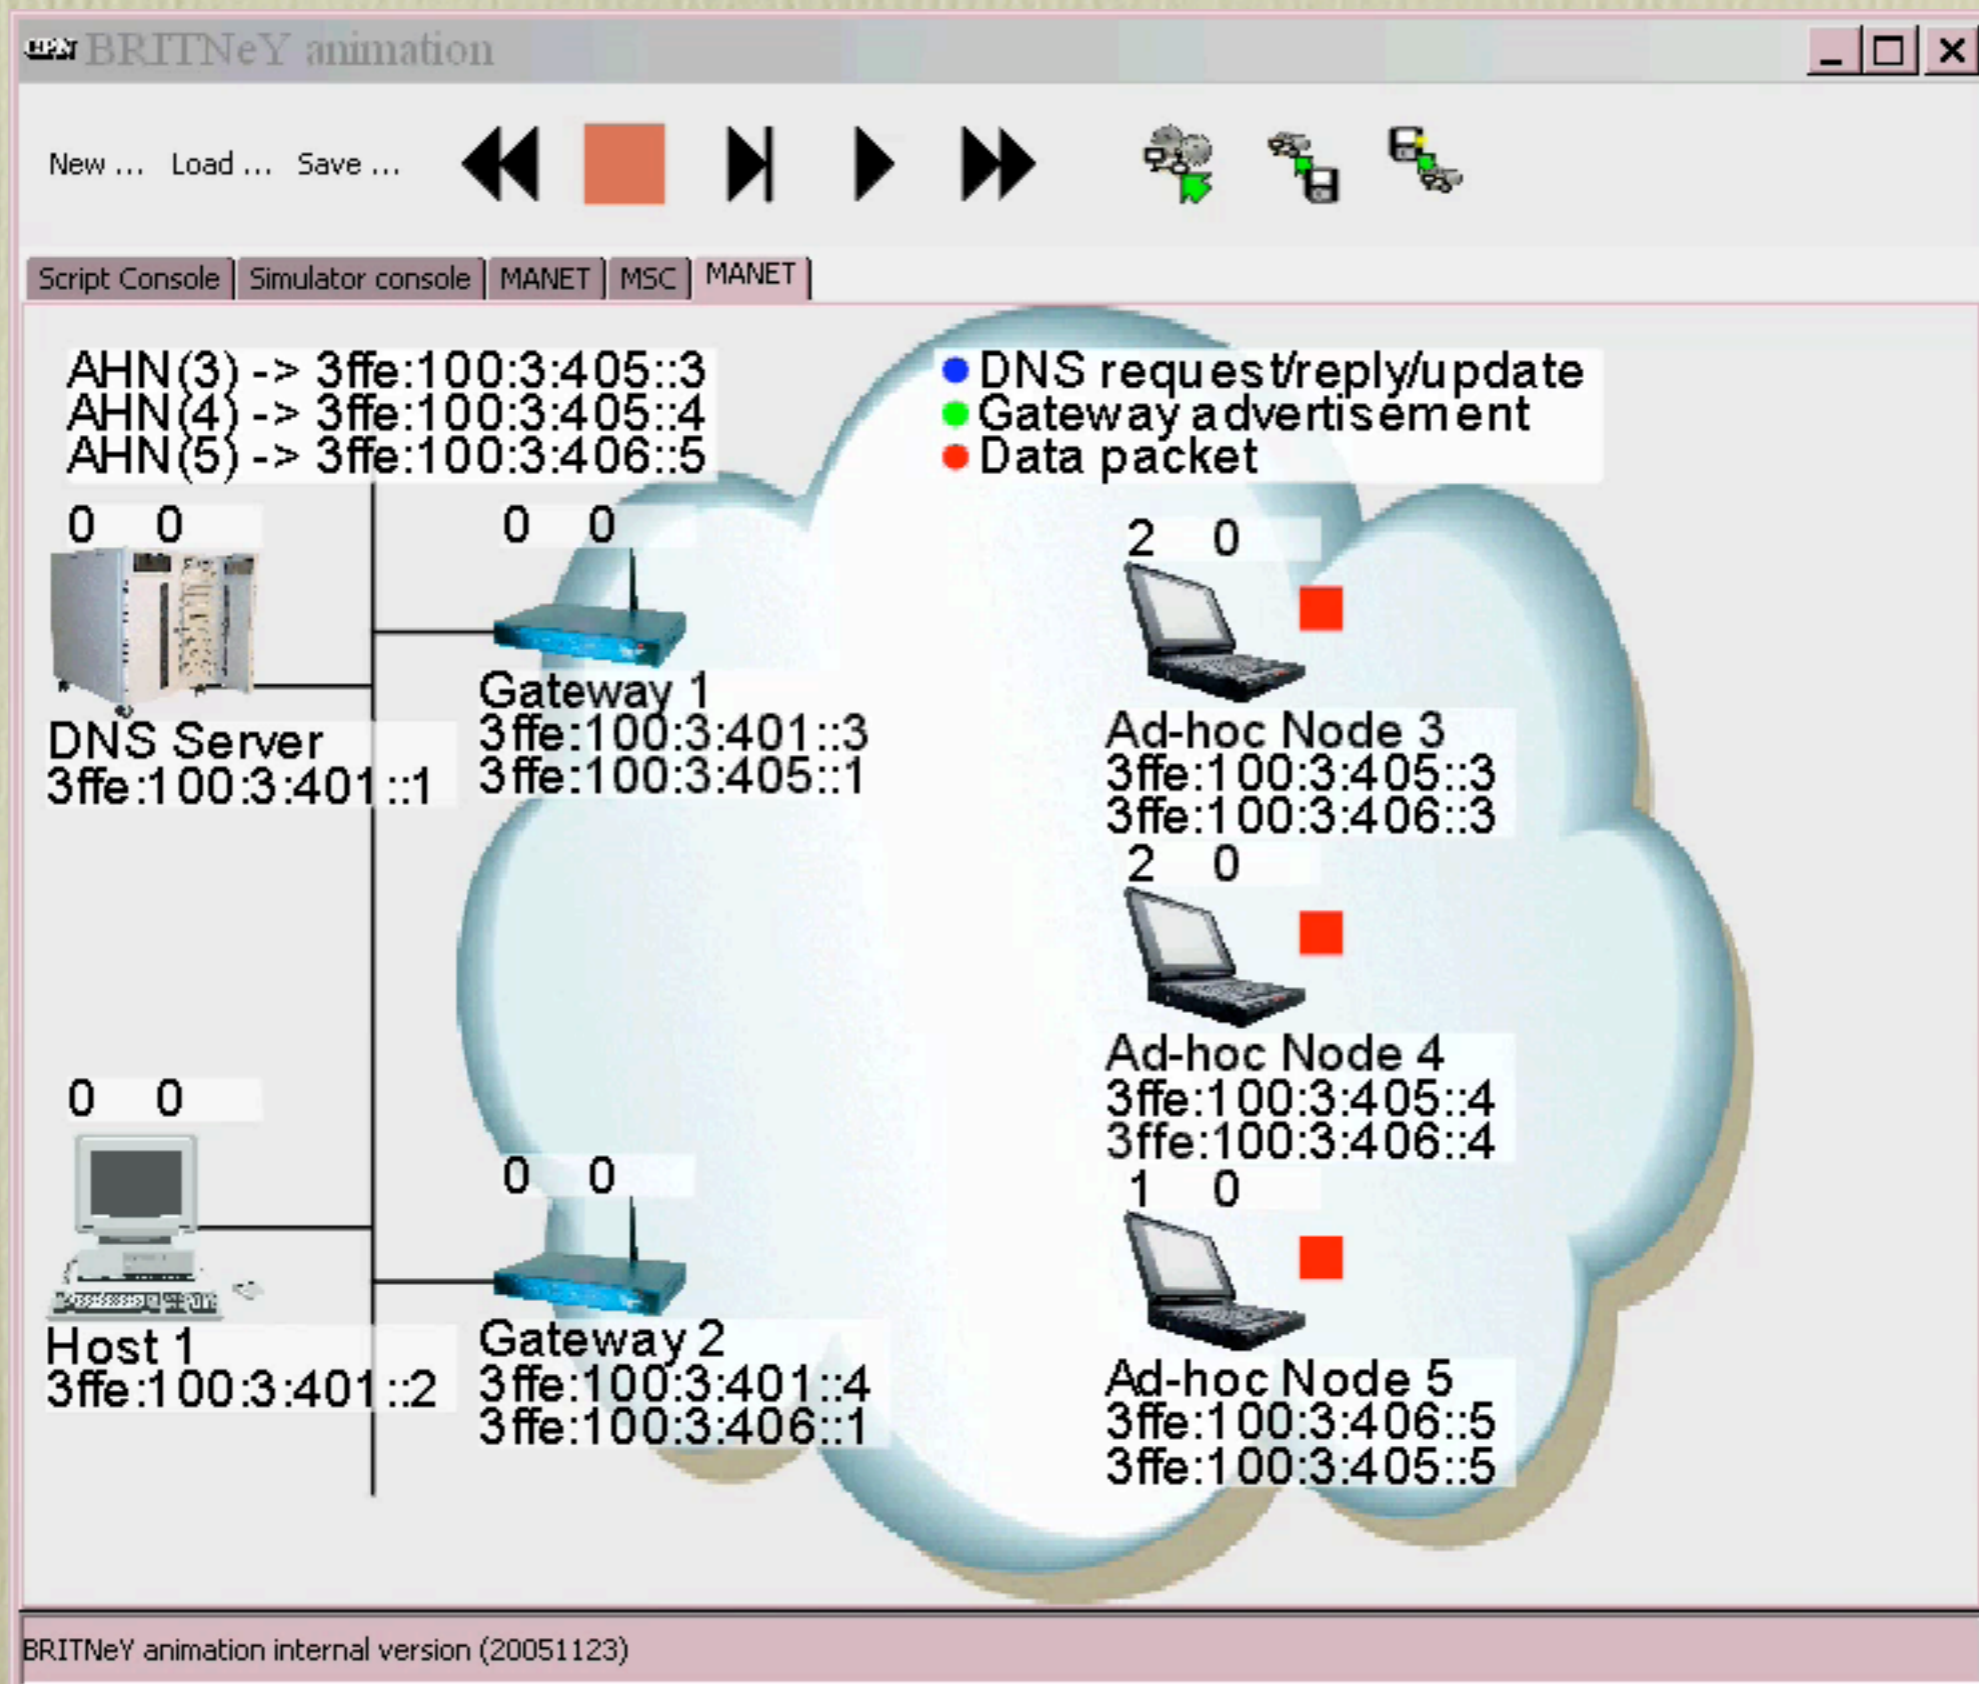 CPN BRITNeY animation
New ... Load ... Save ...
Script Console Simulator console MANET MSC MANET
AHN(3) -> 3ffe:100:3:405::3
AHN(4) -> 3ffe:100:3:405::4
AHN(5) -> 3ffe:100:3:406::5
DNS request/reply/update
Gateway advertisement
Data packet
0 0
DNS Server
3ffe:100:3:401::1
0 0
Gateway 1
3ffe:100:3:401::3
3ffe:100:3:405::1
2 0
Ad-hoc Node 3
3ffe:100:3:405::3
3ffe:100:3:406::3
2 0
Ad-hoc Node 4
3ffe:100:3:405::4
3ffe:100:3:406::4
0 0
Host 1
3ffe:100:3:401::2
0 0
Gateway 2
3ffe:100:3:401::4
3ffe:100:3:406::1
1 0
Ad-hoc Node 5
3ffe:100:3:406::5
3ffe:100:3:405::5
BRITNeY animation internal version (20051123)